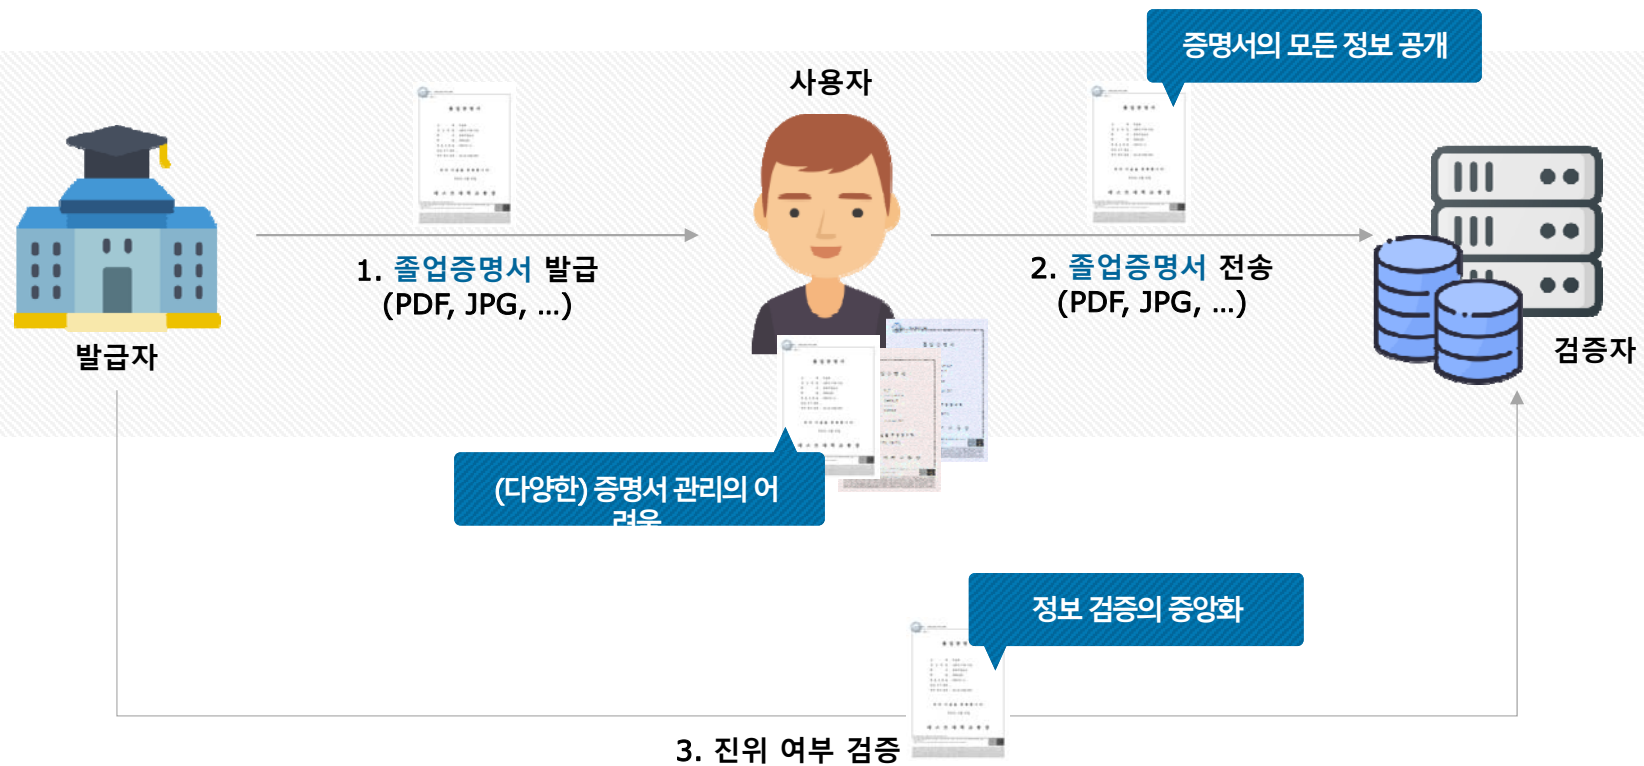 증명서의 모든 정보 공개
사용자
1. 졸업증명서 발급
(PDF, JPG, ...)
2. 졸업증명서 전송
(PDF, JPG, ...)
발급자
검증자
(다양한) 증명서 관리의 어
려움
정보 검증의 중앙화
3. 진위 여부 검증